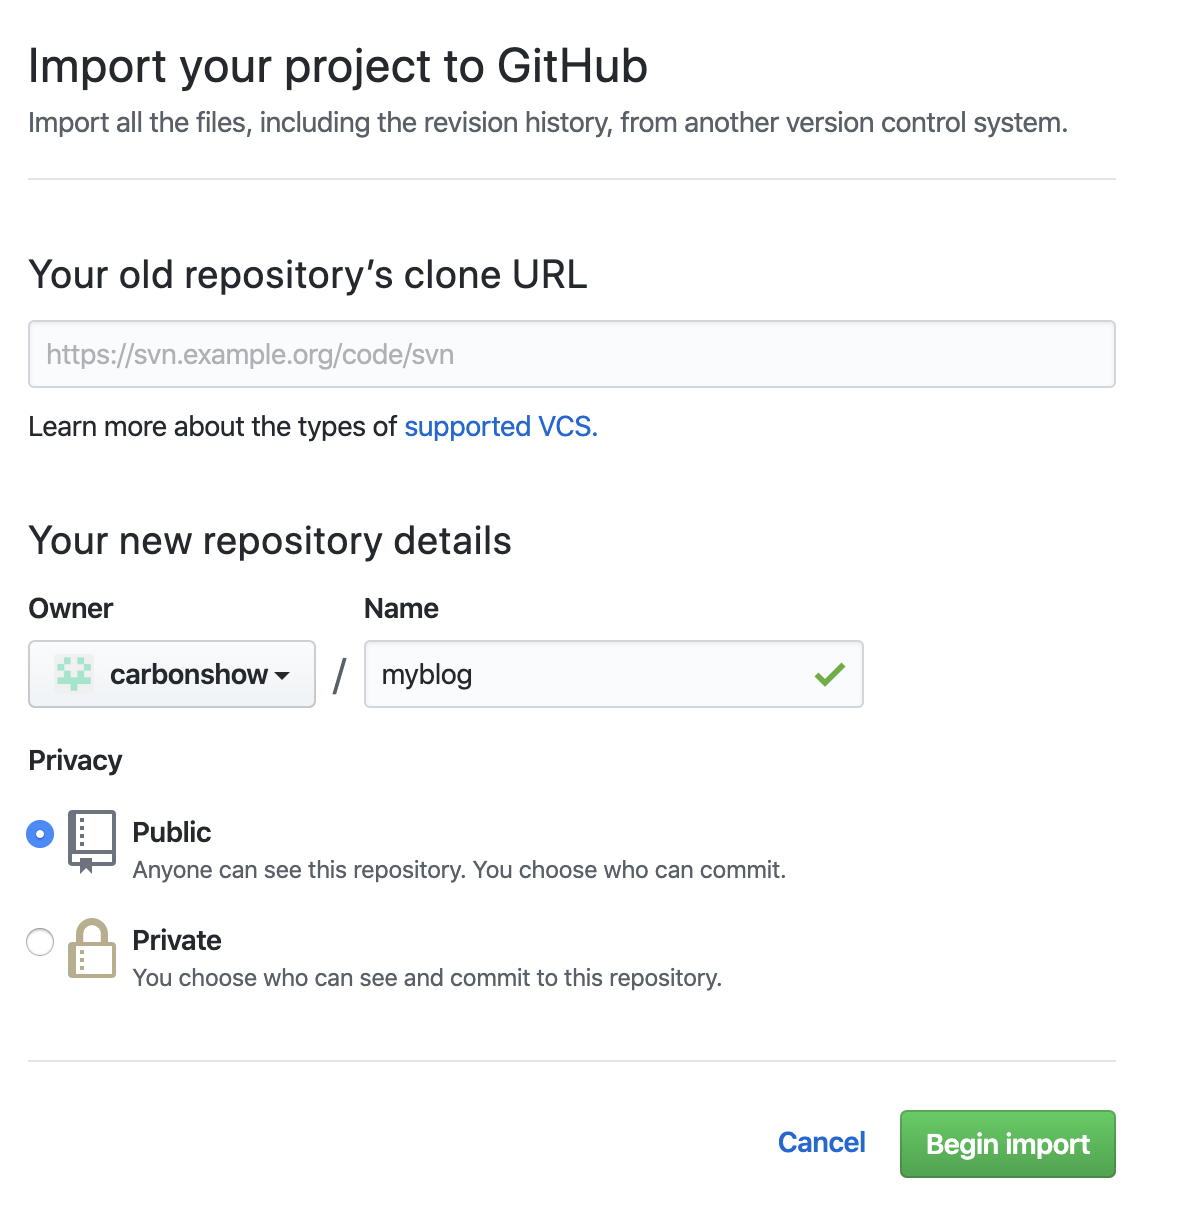 Import your project to GitHub
Import all the files, including the revision history, from another version control system.
Your old repository’s clone URL
https://svn.example.org/code/svn
Learn more about the types of supported VCS.
Your new repository details
Owner
Name
carbonshow / myblog
Privacy
Public
Anyone can see this repository. You choose who can commit.
Private
You choose who can see and commit to this repository.
Cancel
Begin import